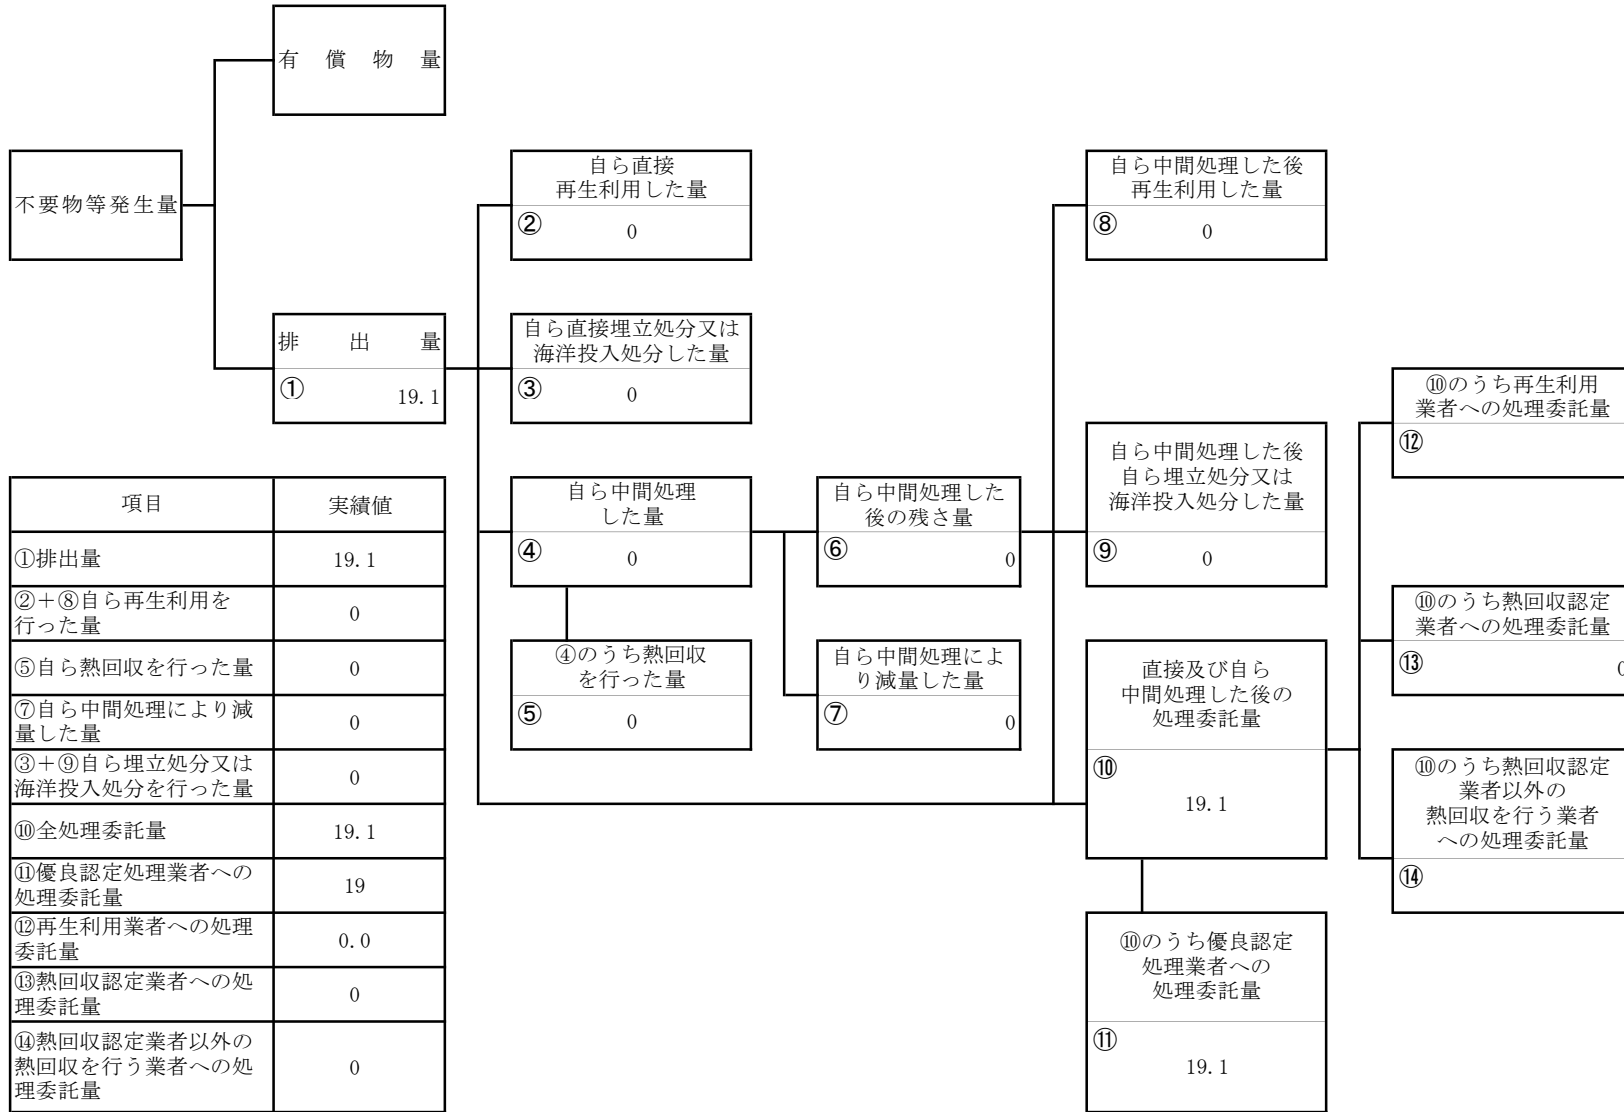 有償物量
不要物等発生量
排出量
① 19.1
自ら直接
再生利用した量
② 0
自ら直接埋立処分又は
海洋投入処分した量
③ 0
自ら中間処理
した量
④ 0
④のうち熱回収
を行った量
⑤ 0
自ら中間処理した
後の残さ量
⑥ 0
自ら中間処理によ
り減量した量
⑦ 0
自ら中間処理した後
再生利用した量
⑧ 0
自ら中間処理した後
自ら埋立処分又は
海洋投入処分した量
⑨ 0
直接及び自ら
中間処理した後の
処理委託量
⑩
19.1
⑩のうち優良認定
処理業者への
処理委託量
⑪
19.1
⑩のうち再生利用
業者への処理委託量
⑫
⑩のうち熱回収認定
業者への処理委託量
⑬ 0
⑩のうち熱回収認定
業者以外の
熱回収を行う業者
への処理委託量
⑭
項目 実績値
①排出量 19.1
②+⑧自ら再生利用を
行った量 0
⑤自ら熱回収を行った量 0
⑦自ら中間処理により減
量した量 0
③+⑨自ら埋立処分又は
海洋投入処分を行った量 0
⑩全処理委託量 19.1
⑪優良認定処理業者への
処理委託量 19
⑫再生利用業者への処理
委託量 0.0
⑬熱回収認定業者への処
理委託量 0
⑭熱回収認定業者以外の
熱回収を行う業者への処
理委託量 0